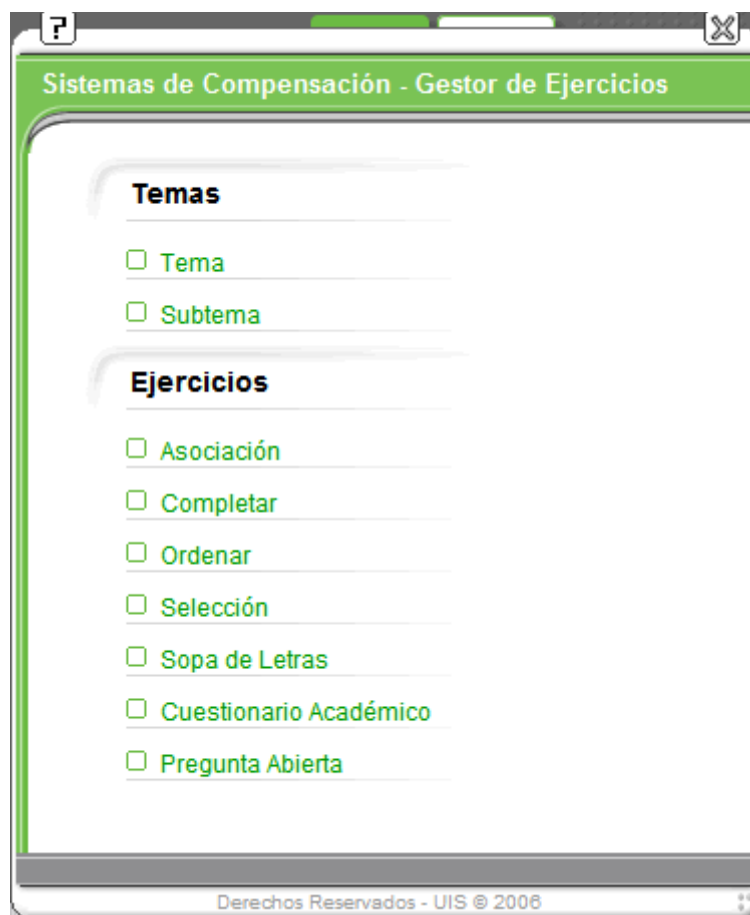 ?
Sistemas de Compensación - Gestor de Ejercicios
Temas
Tema
Subtema
Ejercicios
Asociación
Completar
Ordenar
Selección
Sopa de Letras
Cuestionario Académico
Pregunta Abierta
Derechos Reservados - UIS © 2006